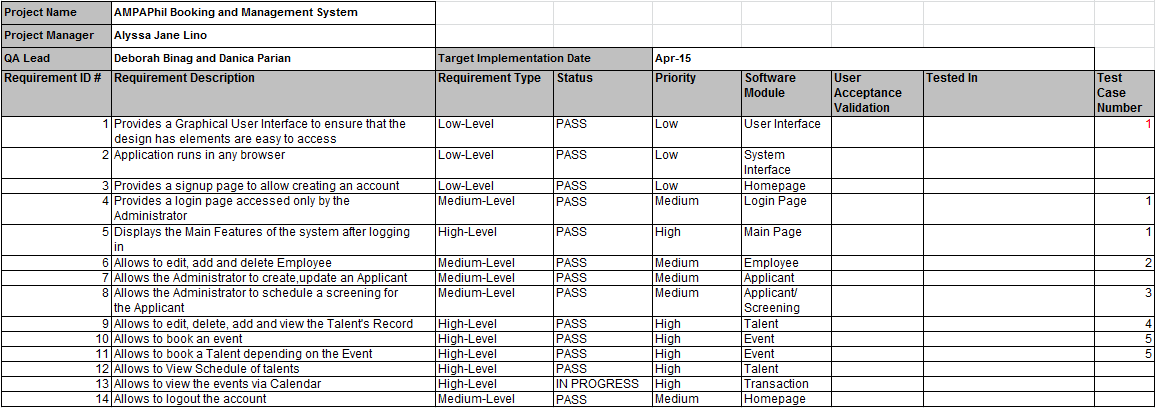 Project Name AMPAPhil Booking and Management System
Project Manager Alyssa Jane Lino
QA Lead Deborah Binag and Danica Parian Target Implementation Date Apr-15
Requirement ID # Requirement Description Requirement Type Status Priority Software Module User Acceptance Validation Tested In Test Case Number
1 Provides a Graphical User Interface to ensure that the design has elements are easy to access Low-Level PASS Low User Interface 1
2 Application runs in any browser Low-Level PASS Low System Interface
3 Provides a signup page to allow creating an account Low-Level PASS Low Homepage
4 Provides a login page accessed only by the Administrator Medium-Level PASS Medium Login Page 1
5 Displays the Main Features of the system after logging in High-Level PASS High Main Page 1
6 Allows to edit, add and delete Employee Medium-Level PASS Medium Employee 2
7 Allows the Administrator to create,update an Applicant Medium-Level PASS Medium Applicant
8 Allows the Administrator to schedule a screening for the Applicant Medium-Level PASS Medium Applicant/ Screening 3
9 Allows to edit, delete, add and view the Talent's Record High-Level PASS High Talent 4
10 Allows to book an event High-Level PASS High Event 5
11 Allows to book a Talent depending on the Event High-Level PASS High Event 5
12 Allows to View Schedule of talents High-Level PASS High Talent
13 Allows to view the events via Calendar High-Level IN PROGRESS High Transaction
14 Allows to logout the account Medium-Level PASS Medium Homepage